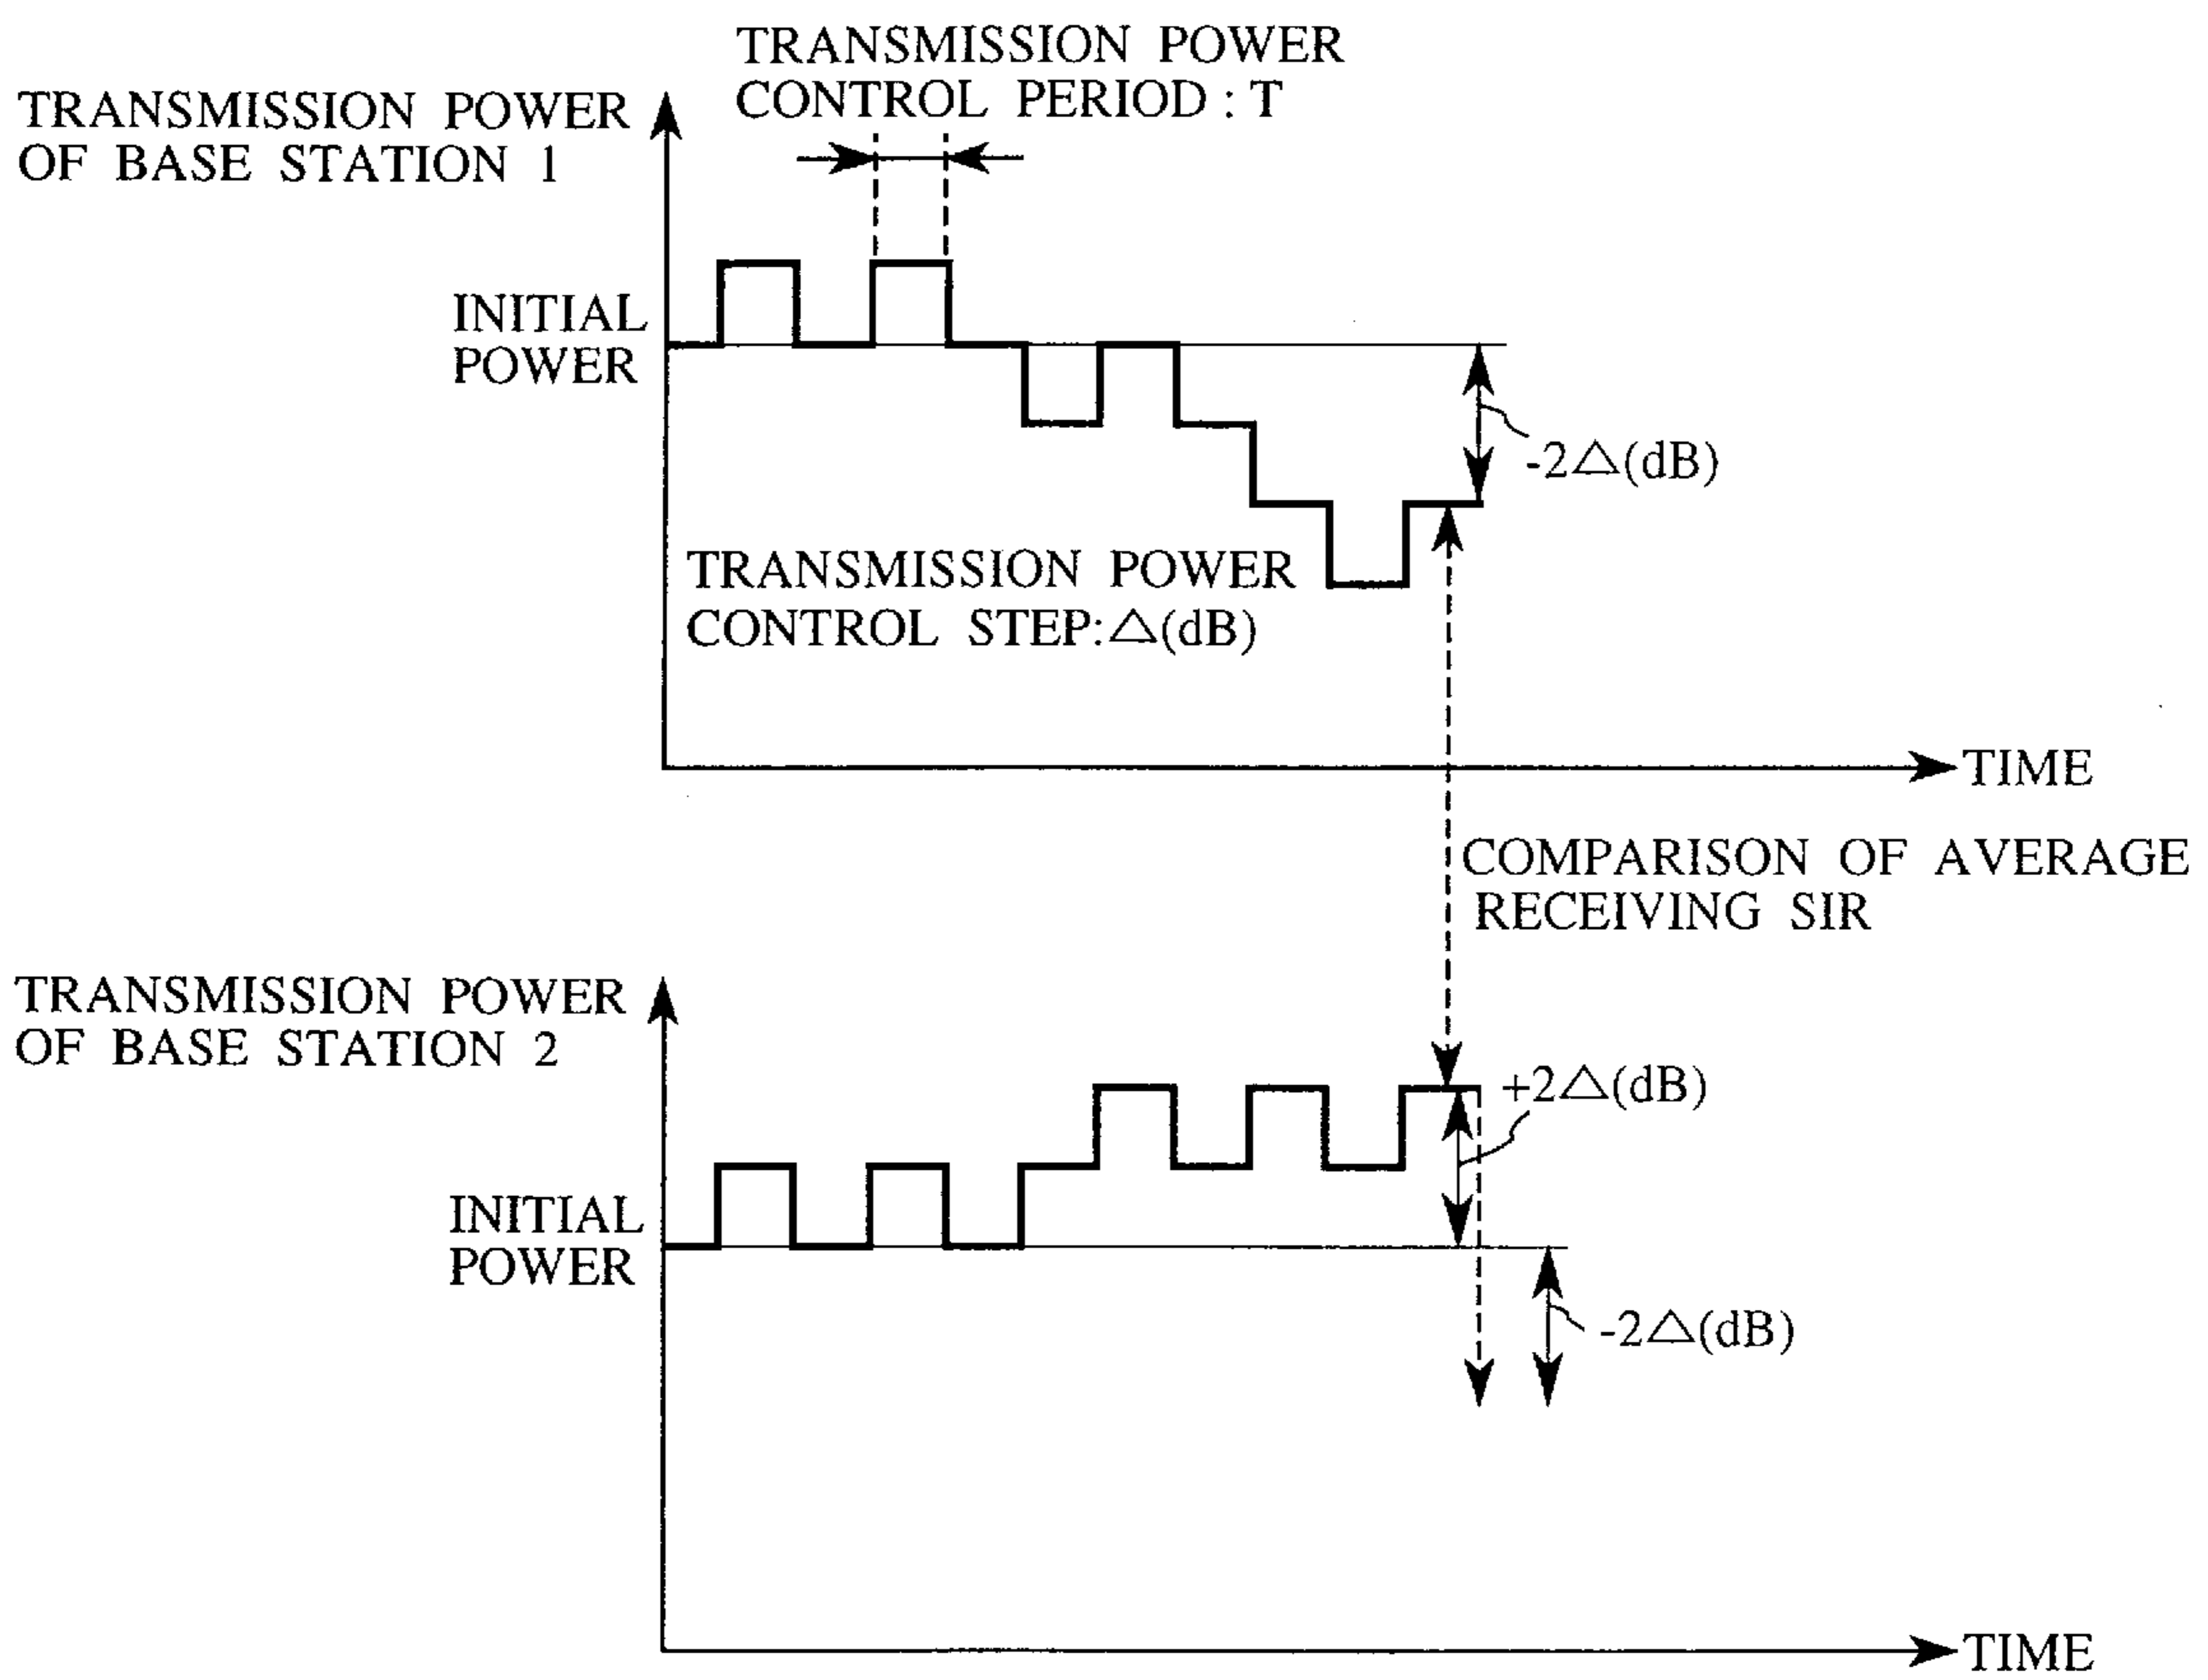 TRANSMISSION POWER
CONTROL PERIOD : T
TRANSMISSION POWER
OF BASE STATION 1
INITIAL
POWER
-2△(dB)
TRANSMISSION POWER
CONTROL STEP:△(dB)
TIME
COMPARISON OF AVERAGE
RECEIVING SIR
TRANSMISSION POWER
OF BASE STATION 2
+2△(dB)
INITIAL
POWER
-2△(dB)
TIME